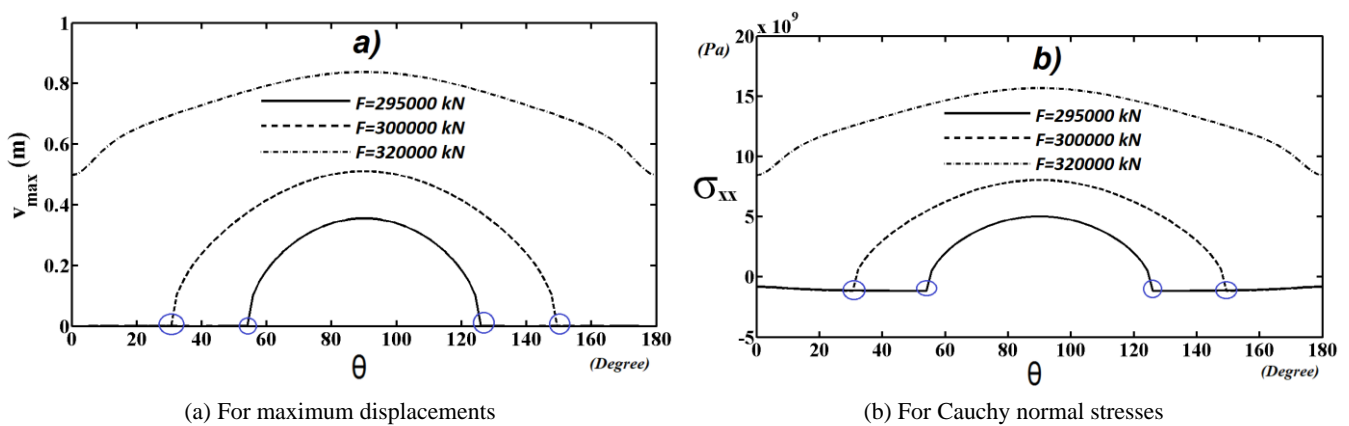 a)
v_max (m)
1
0.8
0.6
0.4
0.2
0
F=295000 kN
F=300000 kN
F=320000 kN
0 20 40 60 80 100 120 140 160 180
θ
(Degree)
(a) For maximum displacements
x 10^9
(Pa)
b)
σ_xx
20
15
10
5
0
-5
F=295000 kN
F=300000 kN
F=320000 kN
0 20 40 60 80 100 120 140 160 180
θ
(Degree)
(b) For Cauchy normal stresses